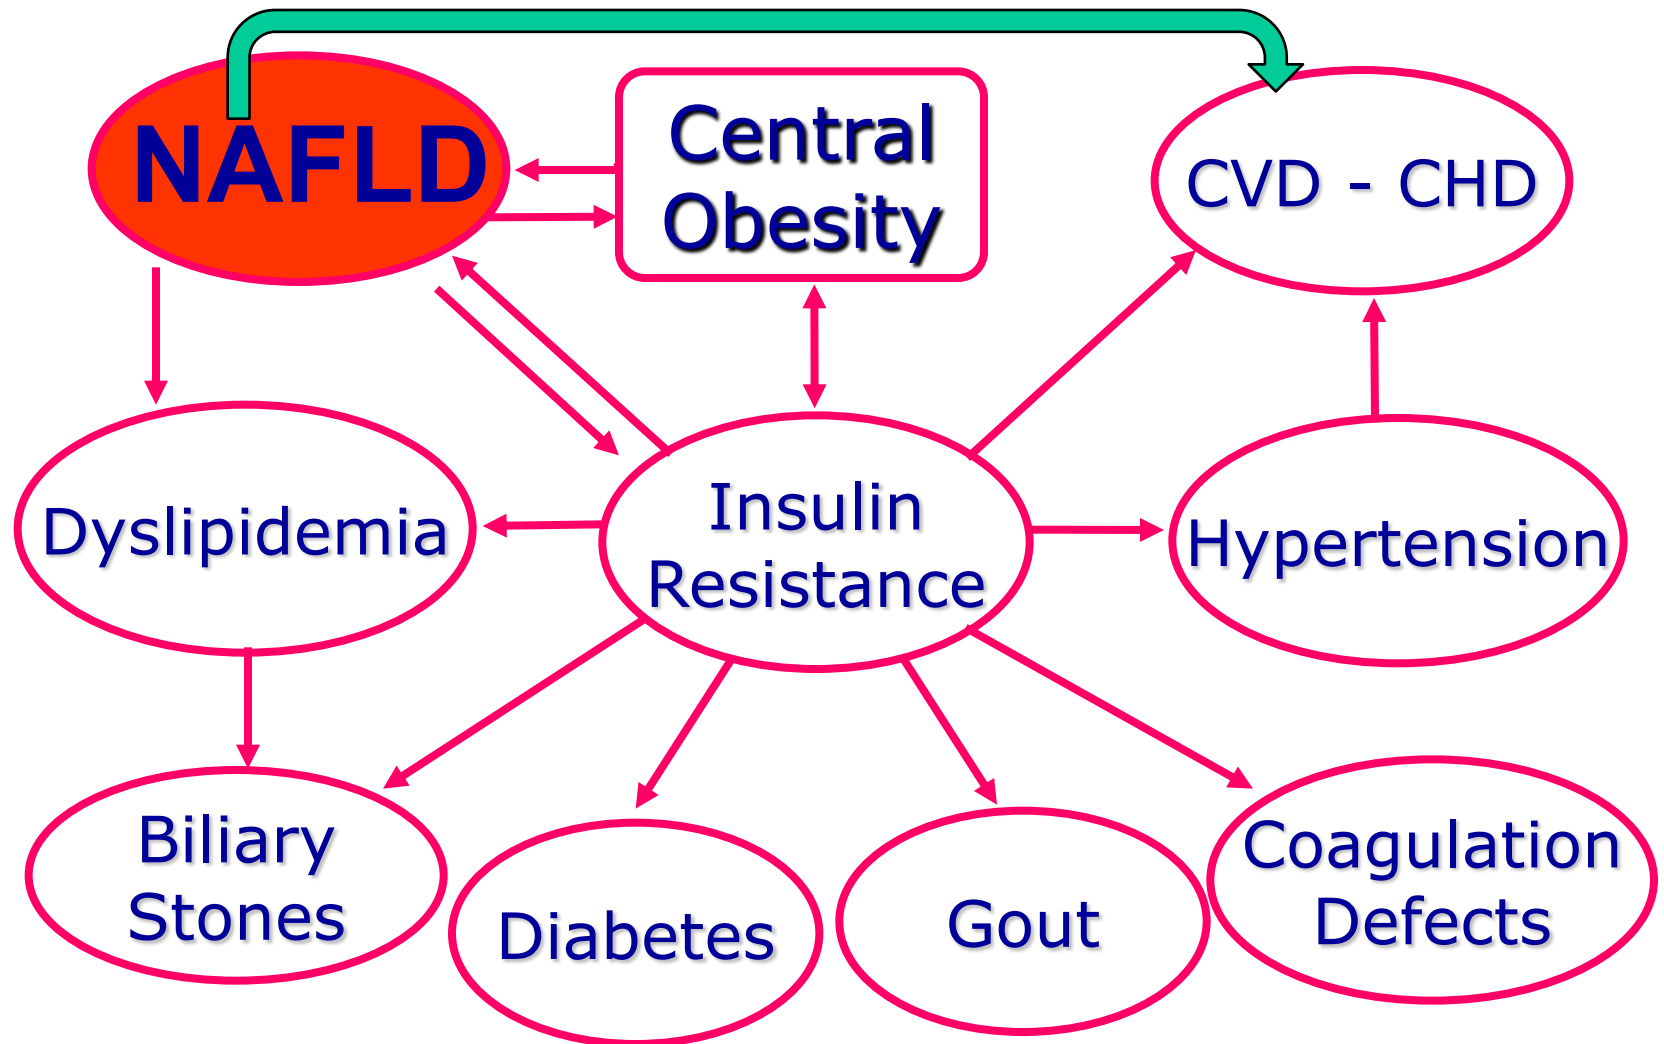 NAFLD
Central
Obesity
CVD - CHD
Dyslipidemia
Insulin
Resistance
Hypertension
Biliary
Stones
Diabetes
Gout
Coagulation
Defects